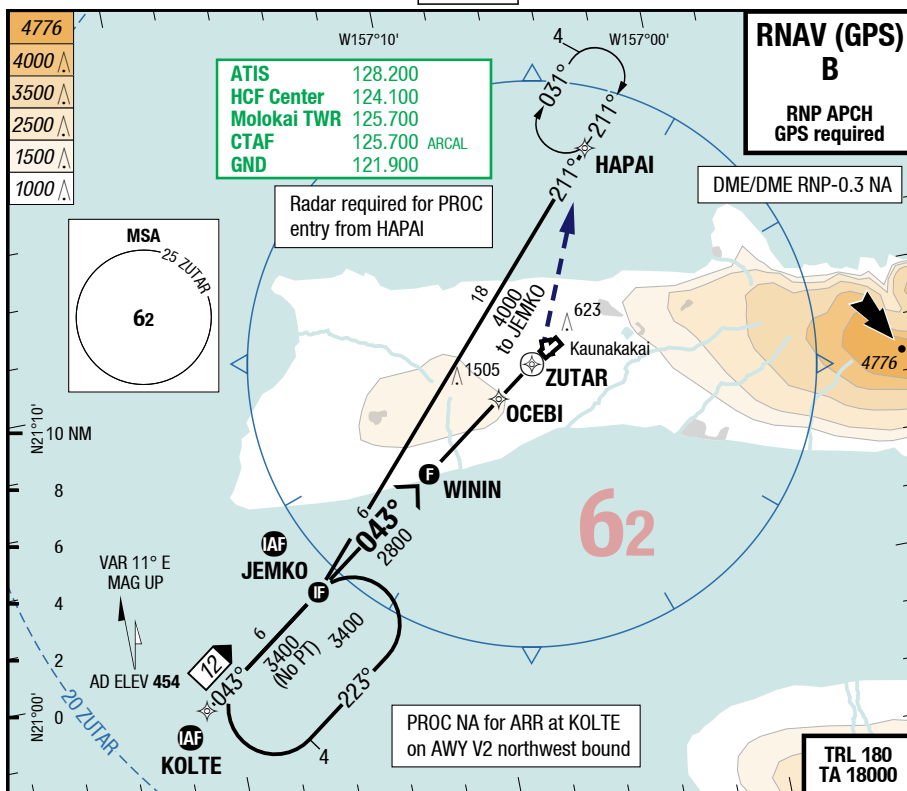 4776
4000
3500
2500
1500
1000
W157°10'
W157°00'
4
RNAV (GPS)
B
RNP APCH
GPS required
ATIS 128.200
HCF Center 124.100
Molokai TWR 125.700
CTAF 125.700 ARCAL
GND 121.900
031°
211°
211°
HAPAI
DME/DME RNP-0.3 NA
Radar required for PROC
entry from HAPAI
MSA
25 ZUTAR
62
18
4000
to JEMKO
623
Kaunakakai
4776
1505
ZUTAR
OCEBI
N21°10'
10 NM
F
WININ
8
6
043°
2800
62
6
IAF
JEMKO
IF
VAR 11° E
MAG UP
4
6
3400
(No PT)
3400
2
12
043°
223°
AD ELEV 454
20 ZUTAR
N21°00'
0
IAF
KOLTE
4
PROC NA for ARR at KOLTE
on AWY V2 northwest bound
TRL 180
TA 18000